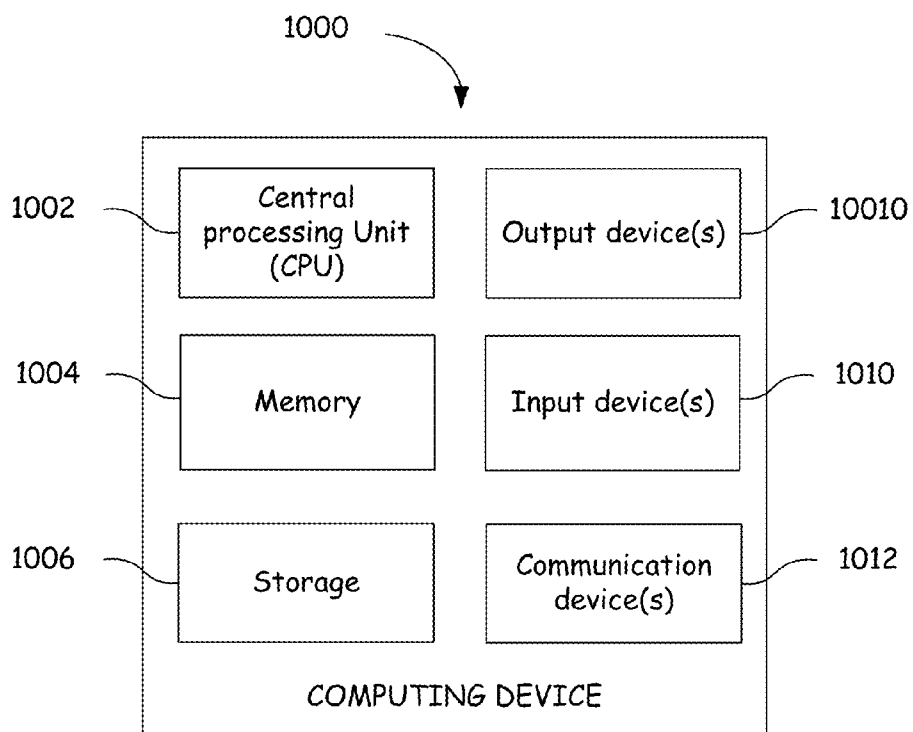 1000
1002
Central
processing Unit
(CPU)
Output device(s)
10010
1004
Memory
Input device(s)
1010
1006
Storage
Communication
device(s)
1012
COMPUTING DEVICE